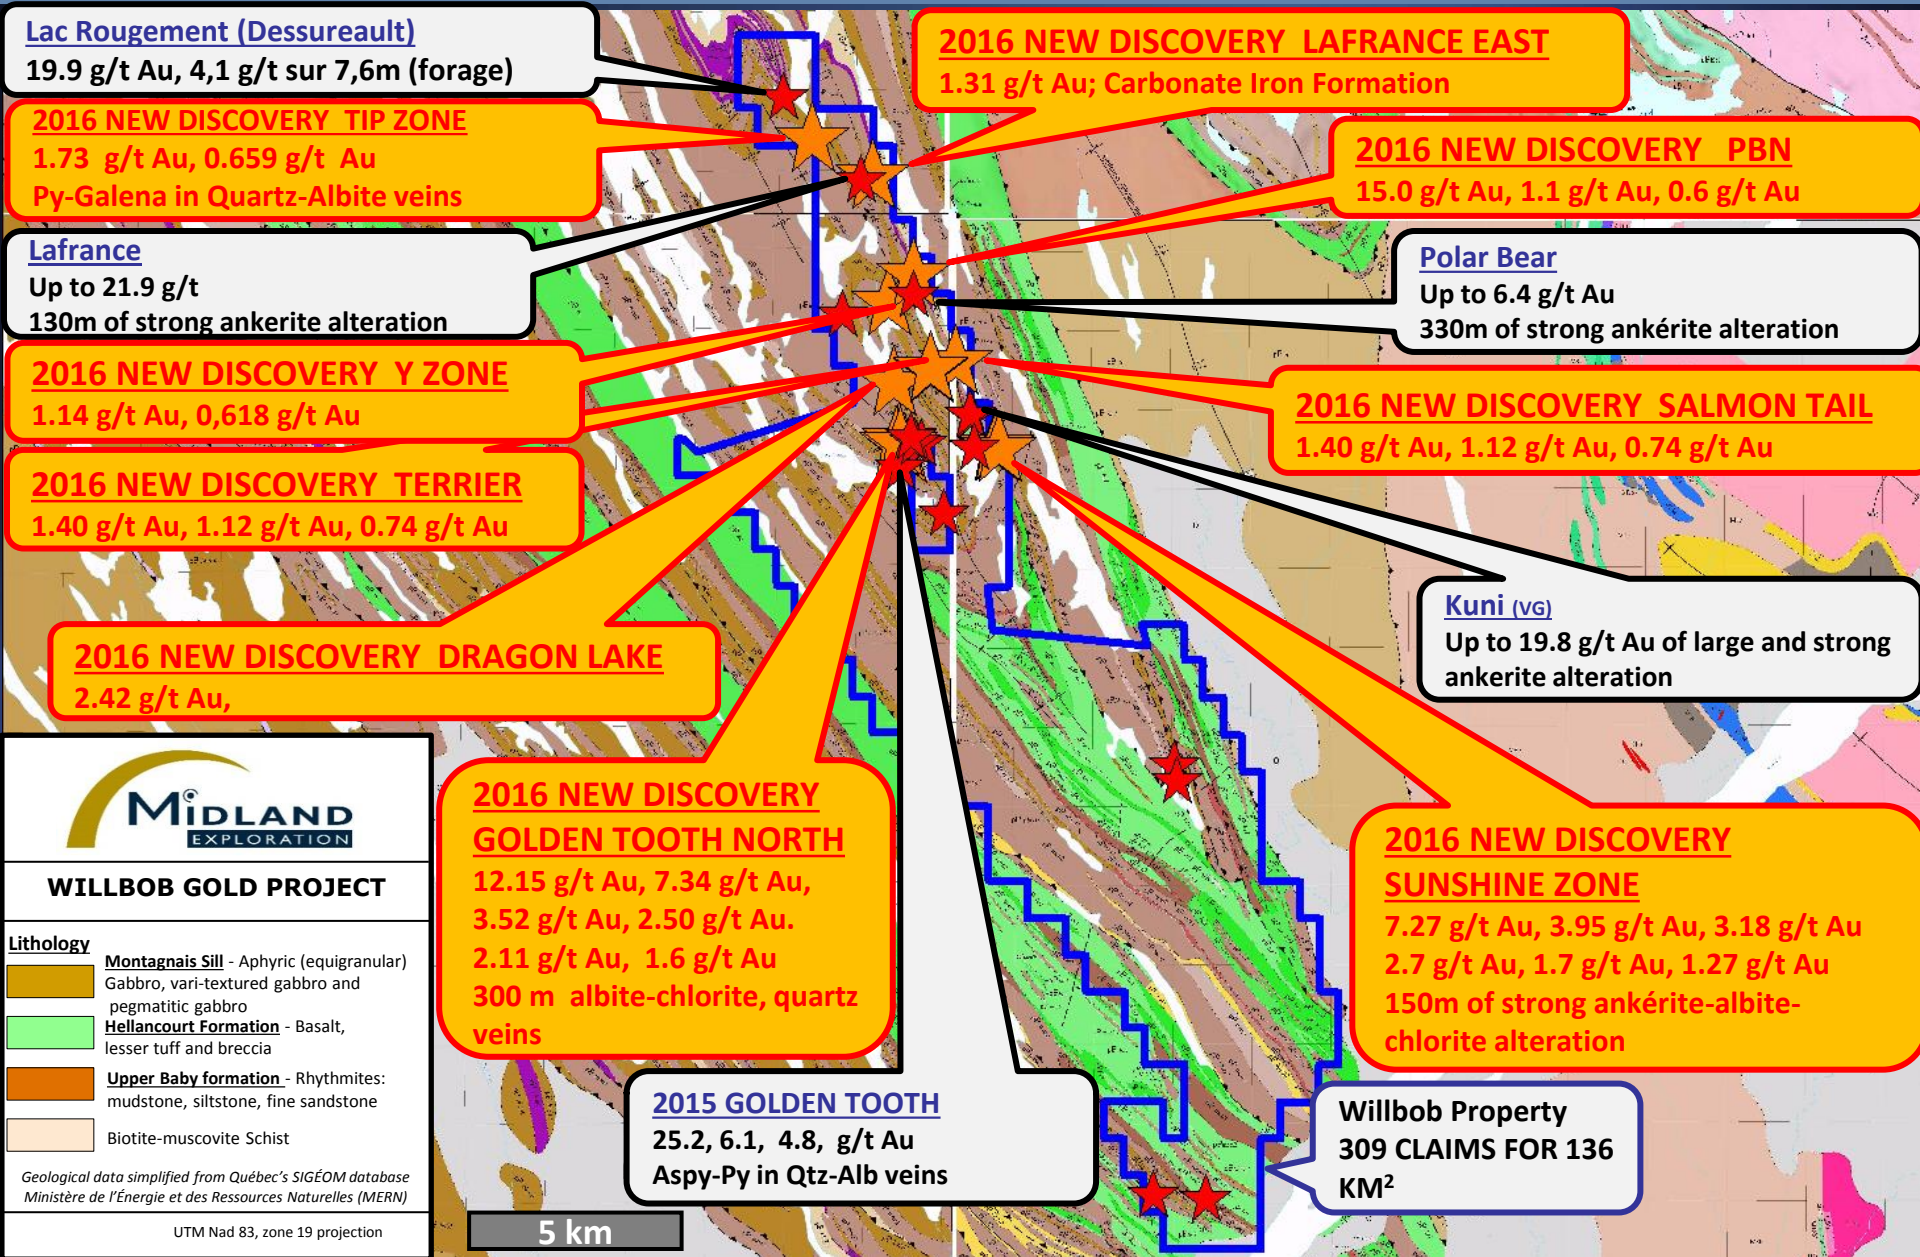 Lac Rougement (Dessureault)
19.9 g/t Au, 4,1 g/t sur 7,6m (forage)
2016 NEW DISCOVERY LAFRANCE EAST
1.31 g/t Au; Carbonate Iron Formation
2016 NEW DISCOVERY TIP ZONE
1.73 g/t Au, 0.659 g/t Au
Py-Galena in Quartz-Albite veins
2016 NEW DISCOVERY PBN
15.0 g/t Au, 1.1 g/t Au, 0.6 g/t Au
Lafrance
Up to 21.9 g/t
130m of strong ankerite alteration
Polar Bear
Up to 6.4 g/t Au
330m of strong ankérite alteration
2016 NEW DISCOVERY Y ZONE
1.14 g/t Au, 0,618 g/t Au
2016 NEW DISCOVERY SALMON TAIL
1.40 g/t Au, 1.12 g/t Au, 0.74 g/t Au
2016 NEW DISCOVERY TERRIER
1.40 g/t Au, 1.12 g/t Au, 0.74 g/t Au
Kuni (VG)
Up to 19.8 g/t Au of large and strong
ankerite alteration
2016 NEW DISCOVERY DRAGON LAKE
2.42 g/t Au,
2016 NEW DISCOVERY
GOLDEN TOOTH NORTH
12.15 g/t Au, 7.34 g/t Au,
3.52 g/t Au, 2.50 g/t Au.
2.11 g/t Au, 1.6 g/t Au
300 m albite-chlorite, quartz
veins
2016 NEW DISCOVERY
SUNSHINE ZONE
7.27 g/t Au, 3.95 g/t Au, 3.18 g/t Au
2.7 g/t Au, 1.7 g/t Au, 1.27 g/t Au
150m of strong ankérite-albite-
chlorite alteration
2015 GOLDEN TOOTH
25.2, 6.1, 4.8, g/t Au
Aspy-Py in Qtz-Alb veins
Willbob Property
309 CLAIMS FOR 136
KM²
MIDLAND
EXPLORATION
WILLBOB GOLD PROJECT
Lithology
Montagnais Sill - Aphyric (equigranular)
Gabbro, vari-textured gabbro and
pegmatitic gabbro
Hellancourt Formation - Basalt,
lesser tuff and breccia
Upper Baby formation - Rhythmites:
mudstone, siltstone, fine sandstone
Biotite-muscovite Schist
Geological data simplified from Québec's SIGÉOM database
Ministère de l'Énergie et des Ressources Naturelles (MERN)
UTM Nad 83, zone 19 projection
5 km